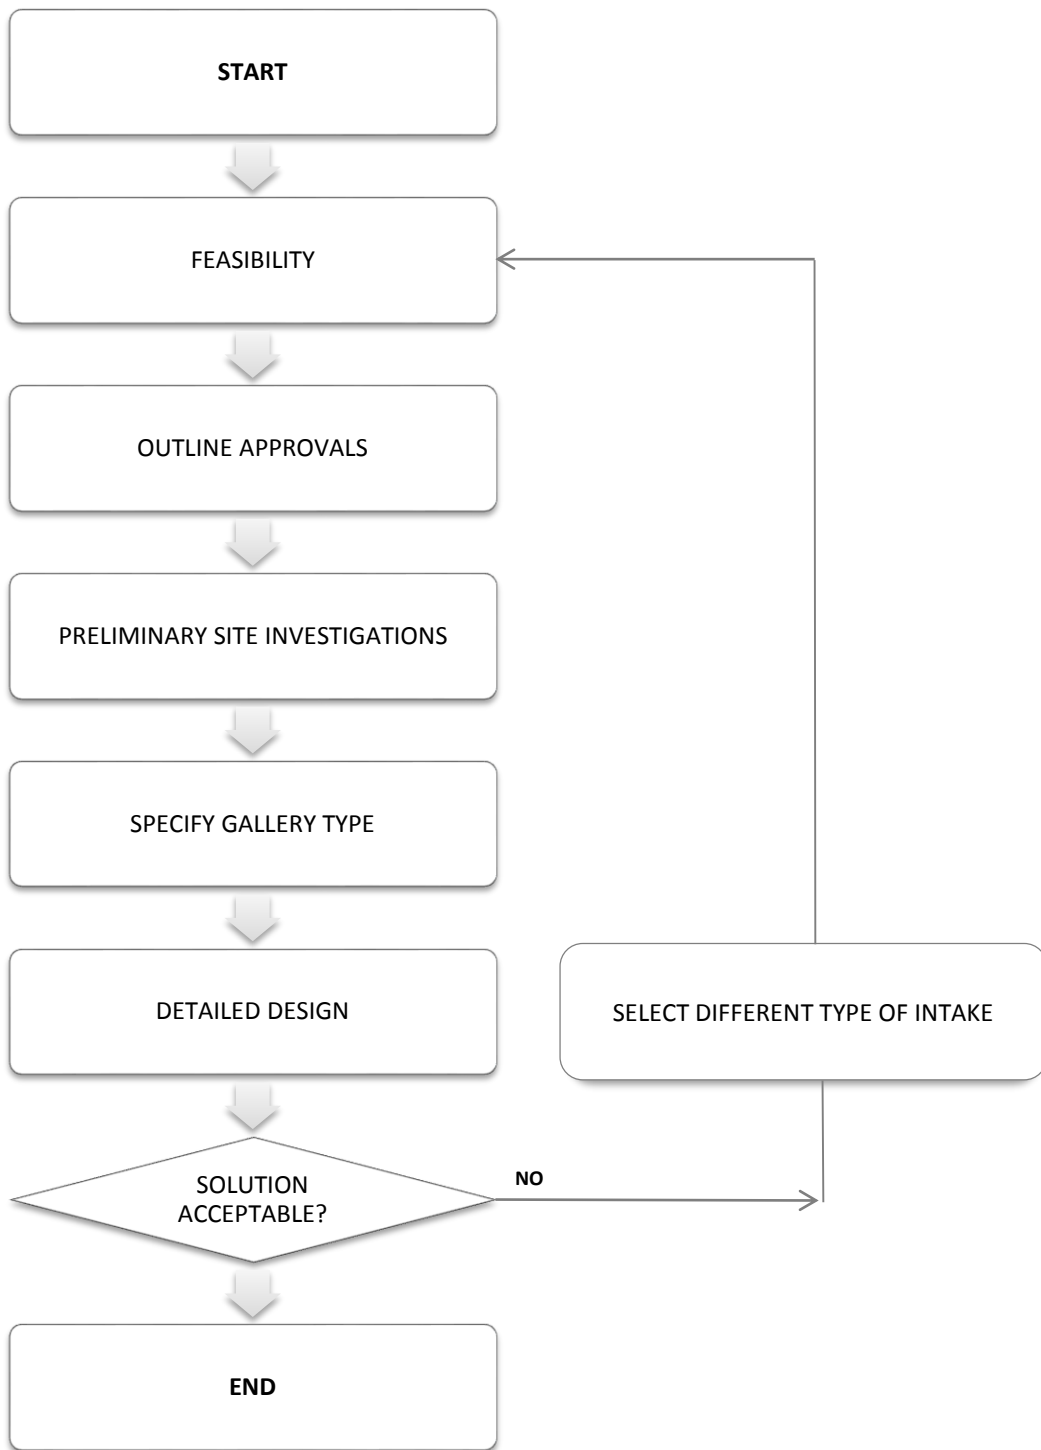 START
FEASIBILITY
OUTLINE APPROVALS
PRELIMINARY SITE INVESTIGATIONS
SPECIFY GALLERY TYPE
DETAILED DESIGN
SELECT DIFFERENT TYPE OF INTAKE
SOLUTION
ACCEPTABLE?
NO
END